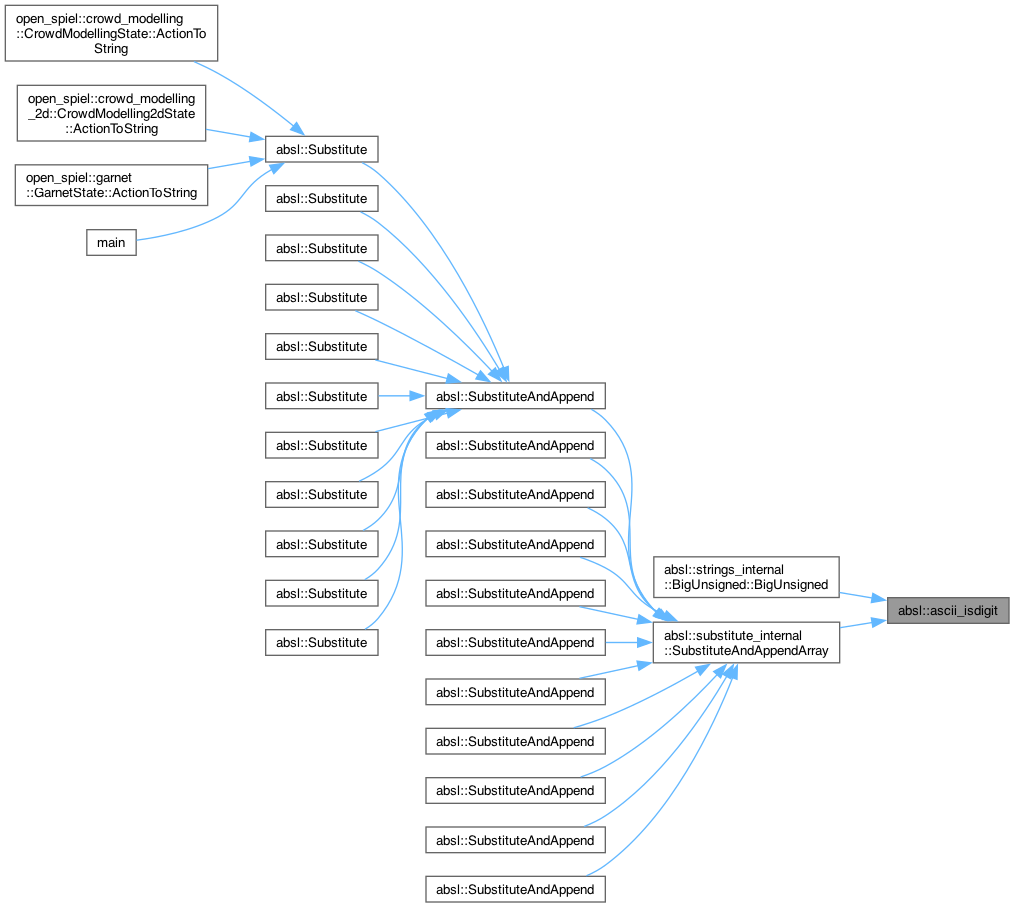 open_spiel::crowd_modelling
::CrowdModellingState::ActionTo
String
open_spiel::crowd_modelling
_2d::CrowdModelling2dState
::ActionToString
open_spiel::garnet
::GarnetState::ActionToString
main
absl::Substitute
absl::Substitute
absl::Substitute
absl::Substitute
absl::Substitute
absl::Substitute
absl::Substitute
absl::Substitute
absl::Substitute
absl::Substitute
absl::Substitute
absl::SubstituteAndAppend
absl::SubstituteAndAppend
absl::SubstituteAndAppend
absl::SubstituteAndAppend
absl::SubstituteAndAppend
absl::SubstituteAndAppend
absl::SubstituteAndAppend
absl::SubstituteAndAppend
absl::SubstituteAndAppend
absl::SubstituteAndAppend
absl::SubstituteAndAppend
absl::strings_internal
::BigUnsigned::BigUnsigned
absl::substitute_internal
::SubstituteAndAppendArray
absl::ascii_isdigit